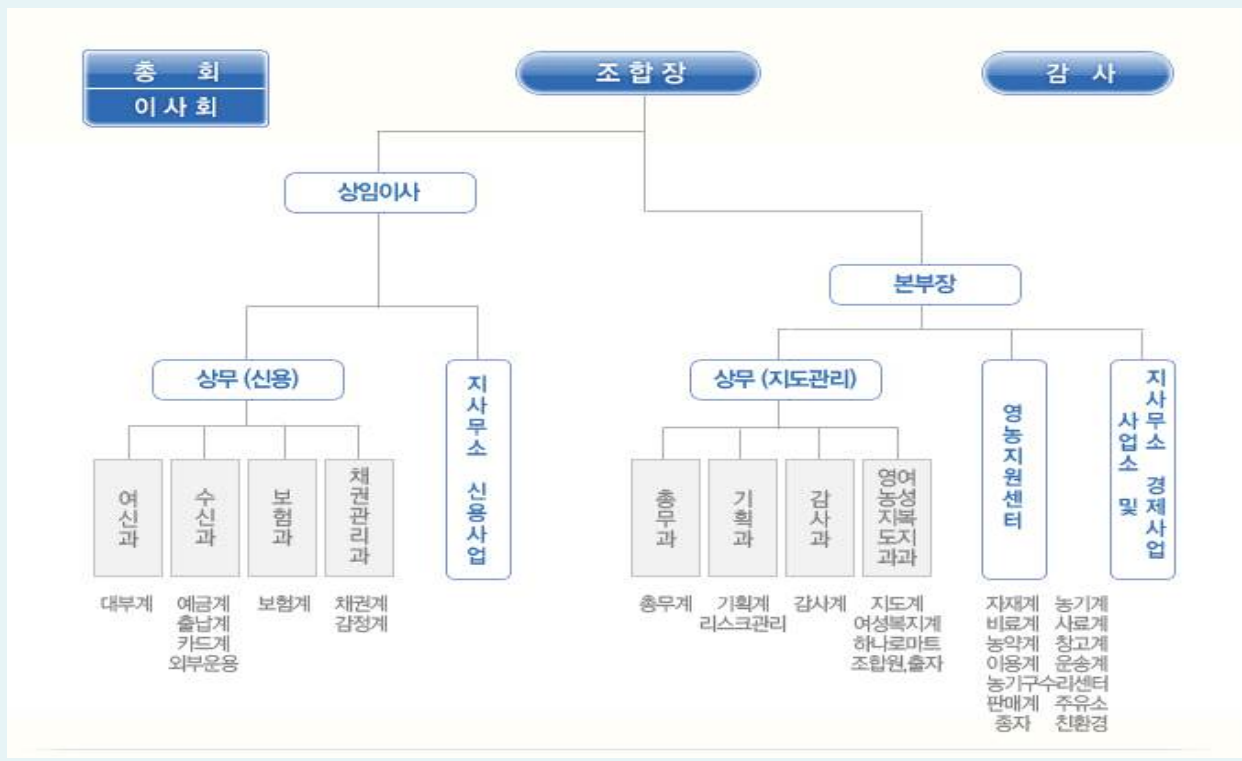 총 회
이사회
조합장
감 사
상임이사
본부장
상무 (신용)
지사무소 신용사업
상무 (지도관리)
영농지원센터
지사무소 경제사업
사업소 및
여신과
수신과
보험과
채권관리과
총무과
기획과
감사과
영농지도과
여성복지과
대부계
예금계
출납계
카드계
외부운용
보험계
채권계
감정계
총무계
기획계
리스크관리
감사계
지도계
여성복지계
하나로마트
조합원,출자
자재계 농기계
비료계 사료계
농약계 창고계
이용계 운송계
농기구수리센터
판매계 주유소
종자 친환경